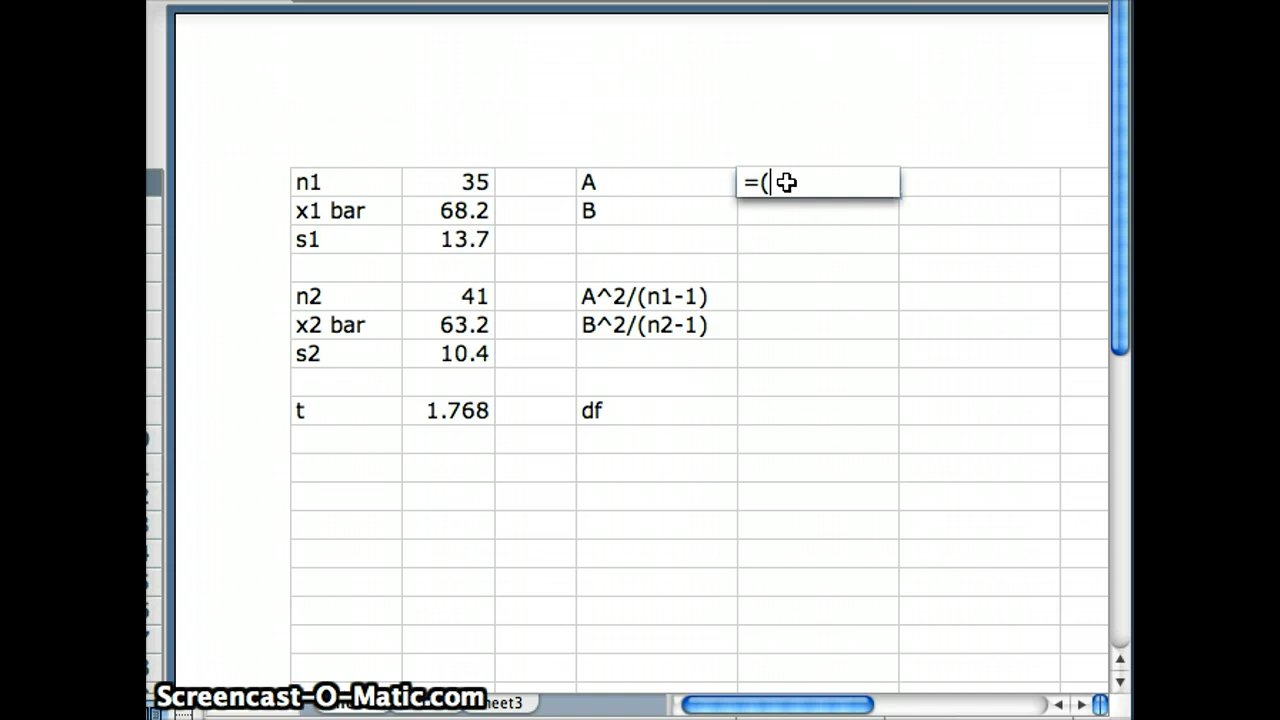 n1 35 A =(
x1 bar 68.2 B
s1 13.7
n2 41 A^2/(n1-1)
x2 bar 63.2 B^2/(n2-1)
s2 10.4
t 1.768 df
Screencast-O-Matic.com